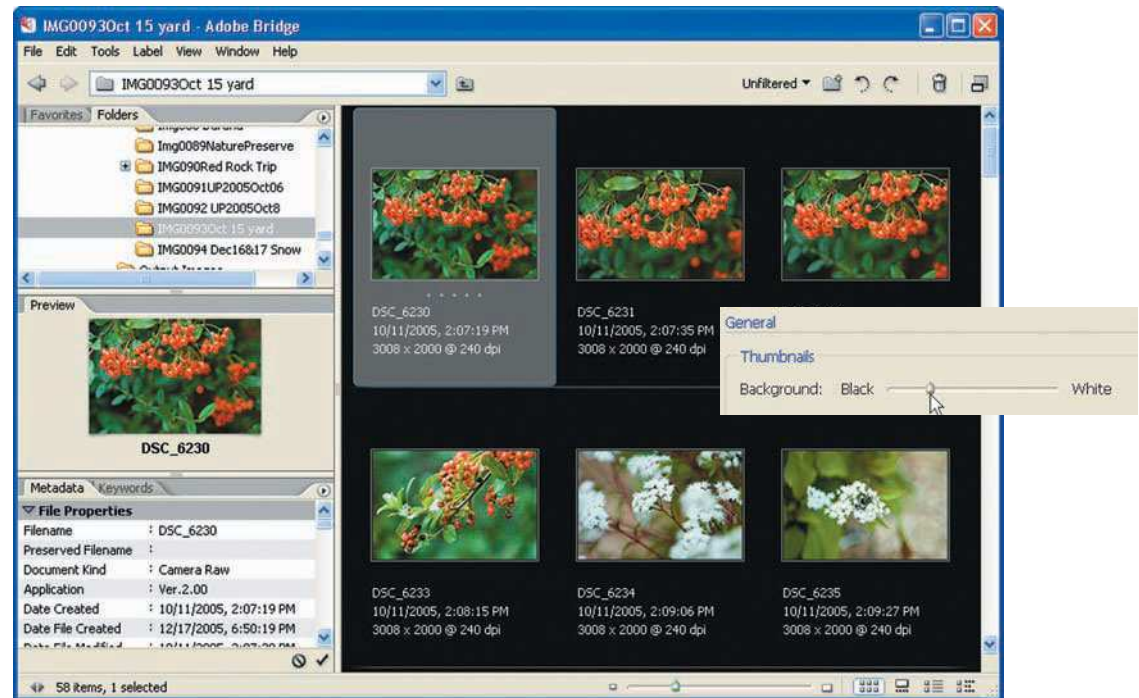 IMG0093Oct 15 yard - Adobe Bridge
File Edit Tools Label View Window Help
IMG0093Oct 15 yard
Unfiltered
Favorites Folders
Img0089NaturePreserve
IMG090Red Rock Trip
IMG0091UP2005Oct06
IMG0092 UP2005Oct8
IMG0093Oct 15 yard
IMG0094 Dec16&17 Snow
Output Images
Preview
DSC_6230
Metadata Keywords
File Properties
Filename : DSC_6230
Preserved Filename :
Document Kind : Camera Raw
Application : Ver.2.00
Date Created : 10/11/2005, 2:07:19 PM
Date File Created : 12/17/2005, 6:50:19 PM
Date File Modified
58 items, 1 selected
DSC_6230
10/11/2005, 2:07:19 PM
3008 x 2000 @ 240 dpi
DSC_6231
10/11/2005, 2:07:35 PM
3008 x 2000 @ 240 dpi
General
Thumbnails
Background: Black White
DSC_6233
10/11/2005, 2:08:15 PM
3008 x 2000 @ 240 dpi
DSC_6234
10/11/2005, 2:09:06 PM
3008 x 2000 @ 240 dpi
DSC_6235
10/11/2005, 2:09:27 PM
3008 x 2000 @ 240 dpi